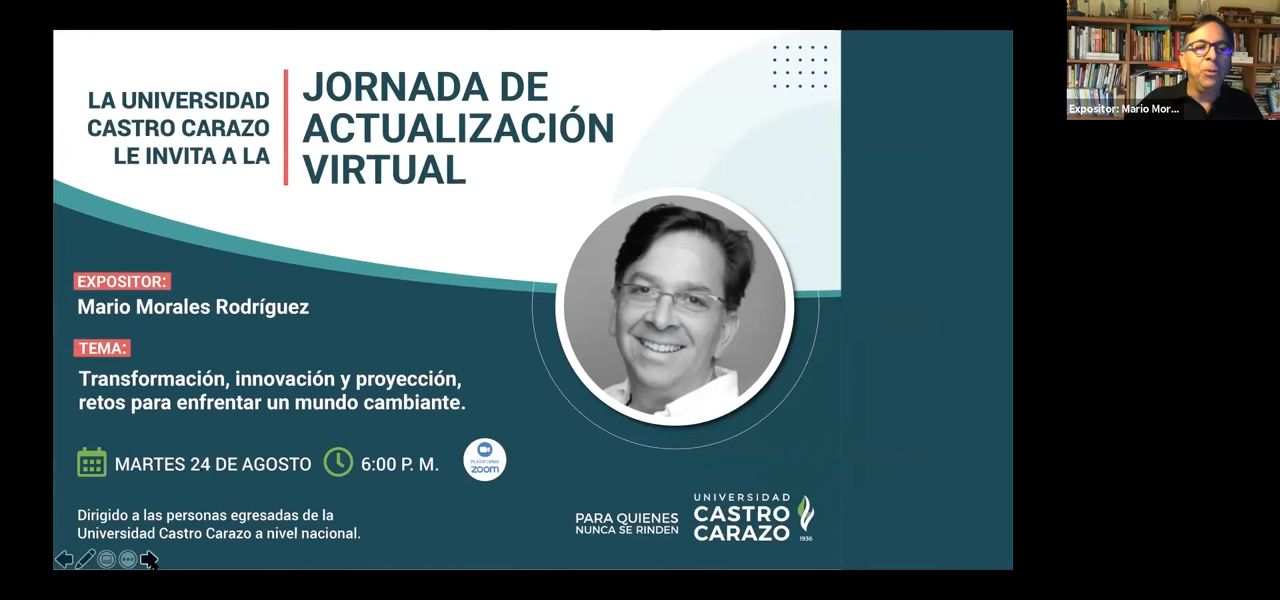 LA UNIVERSIDAD
CASTRO CARAZO
LE INVITA A LA
JORNADA DE
ACTUALIZACIÓN
VIRTUAL
EXPOSITOR:
Mario Morales Rodríguez
TEMA:
Transformación, innovación y proyección,
retos para enfrentar un mundo cambiante.
MARTES 24 DE AGOSTO
6:00 P. M.
PLATAFORMA
zoom
Dirigido a las personas egresadas de la
Universidad Castro Carazo a nivel nacional.
PARA QUIENES
NUNCA SE RINDEN
UNIVERSIDAD
CASTRO
CARAZO
1936
Expositor: Mario Mor...